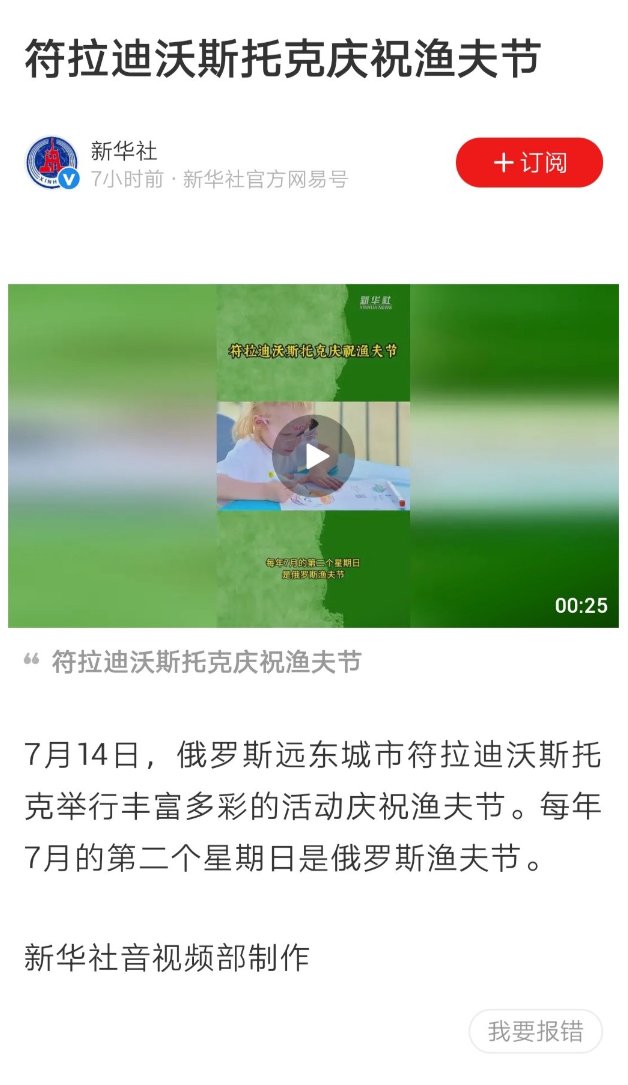 符拉迪沃斯托克庆祝渔夫节
新华社
7小时前 · 新华社官方网易号
+ 订阅
新华社
XINHUA NEWS
符拉迪沃斯托克庆祝渔夫节
每年7月的第二个星期日
是俄罗斯渔夫节
00:25
符拉迪沃斯托克庆祝渔夫节
7月14日，俄罗斯远东城市符拉迪沃斯托
克举行丰富多彩的活动庆祝渔夫节。每年
7月的第二个星期日是俄罗斯渔夫节。
新华社音视频部制作
我要报错